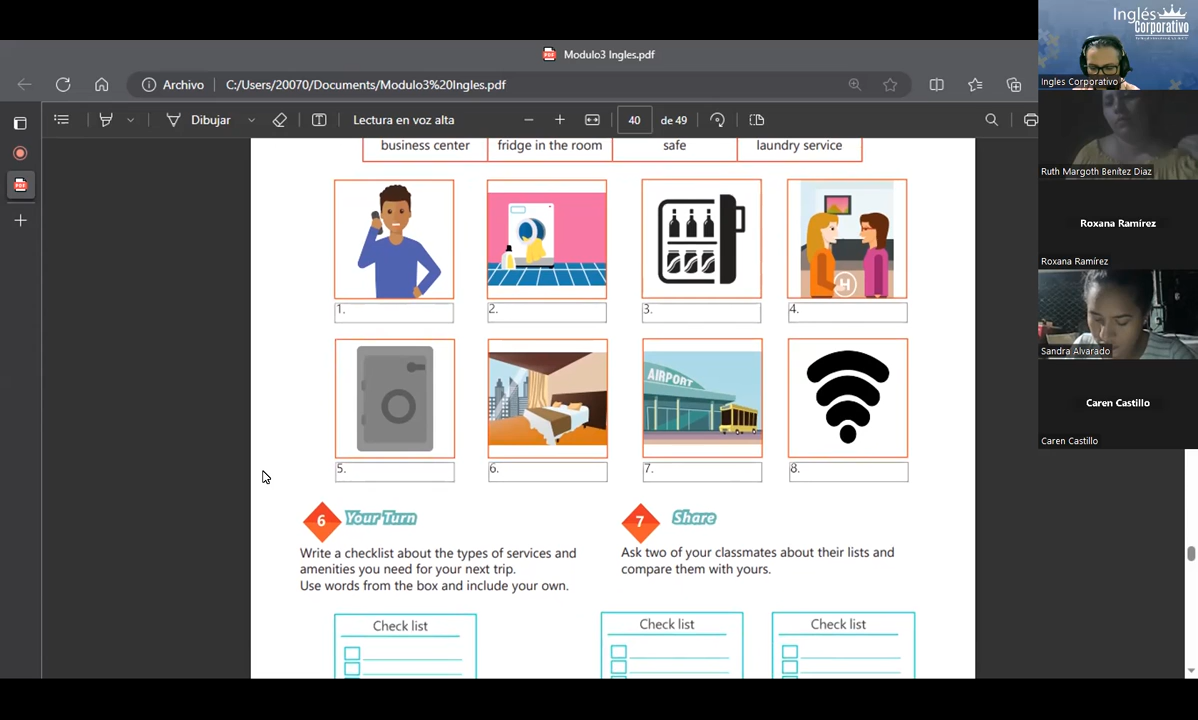 Modulo3 Ingles.pdf
Archivo
C:/Users/20070/Documents/Modulo3%20Ingles.pdf
Dibujar
Lectura en voz alta
40
de 49
business center
fridge in the room
safe
laundry service
1.
2.
3.
4.
H
5.
6.
7.
8.
AIRPORT
6
Your Turn
Write a checklist about the types of services and
amenities you need for your next trip.
Use words from the box and include your own.
7
Share
Ask two of your classmates about their lists and
compare them with yours.
Check list
Check list
Check list
Inglés
Corporativo
Ingles Corporativo
Ruth Margoth Benítez Diaz
Roxana Ramírez
Roxana Ramírez
Sandra Alvarado
Caren Castillo
Caren Castillo